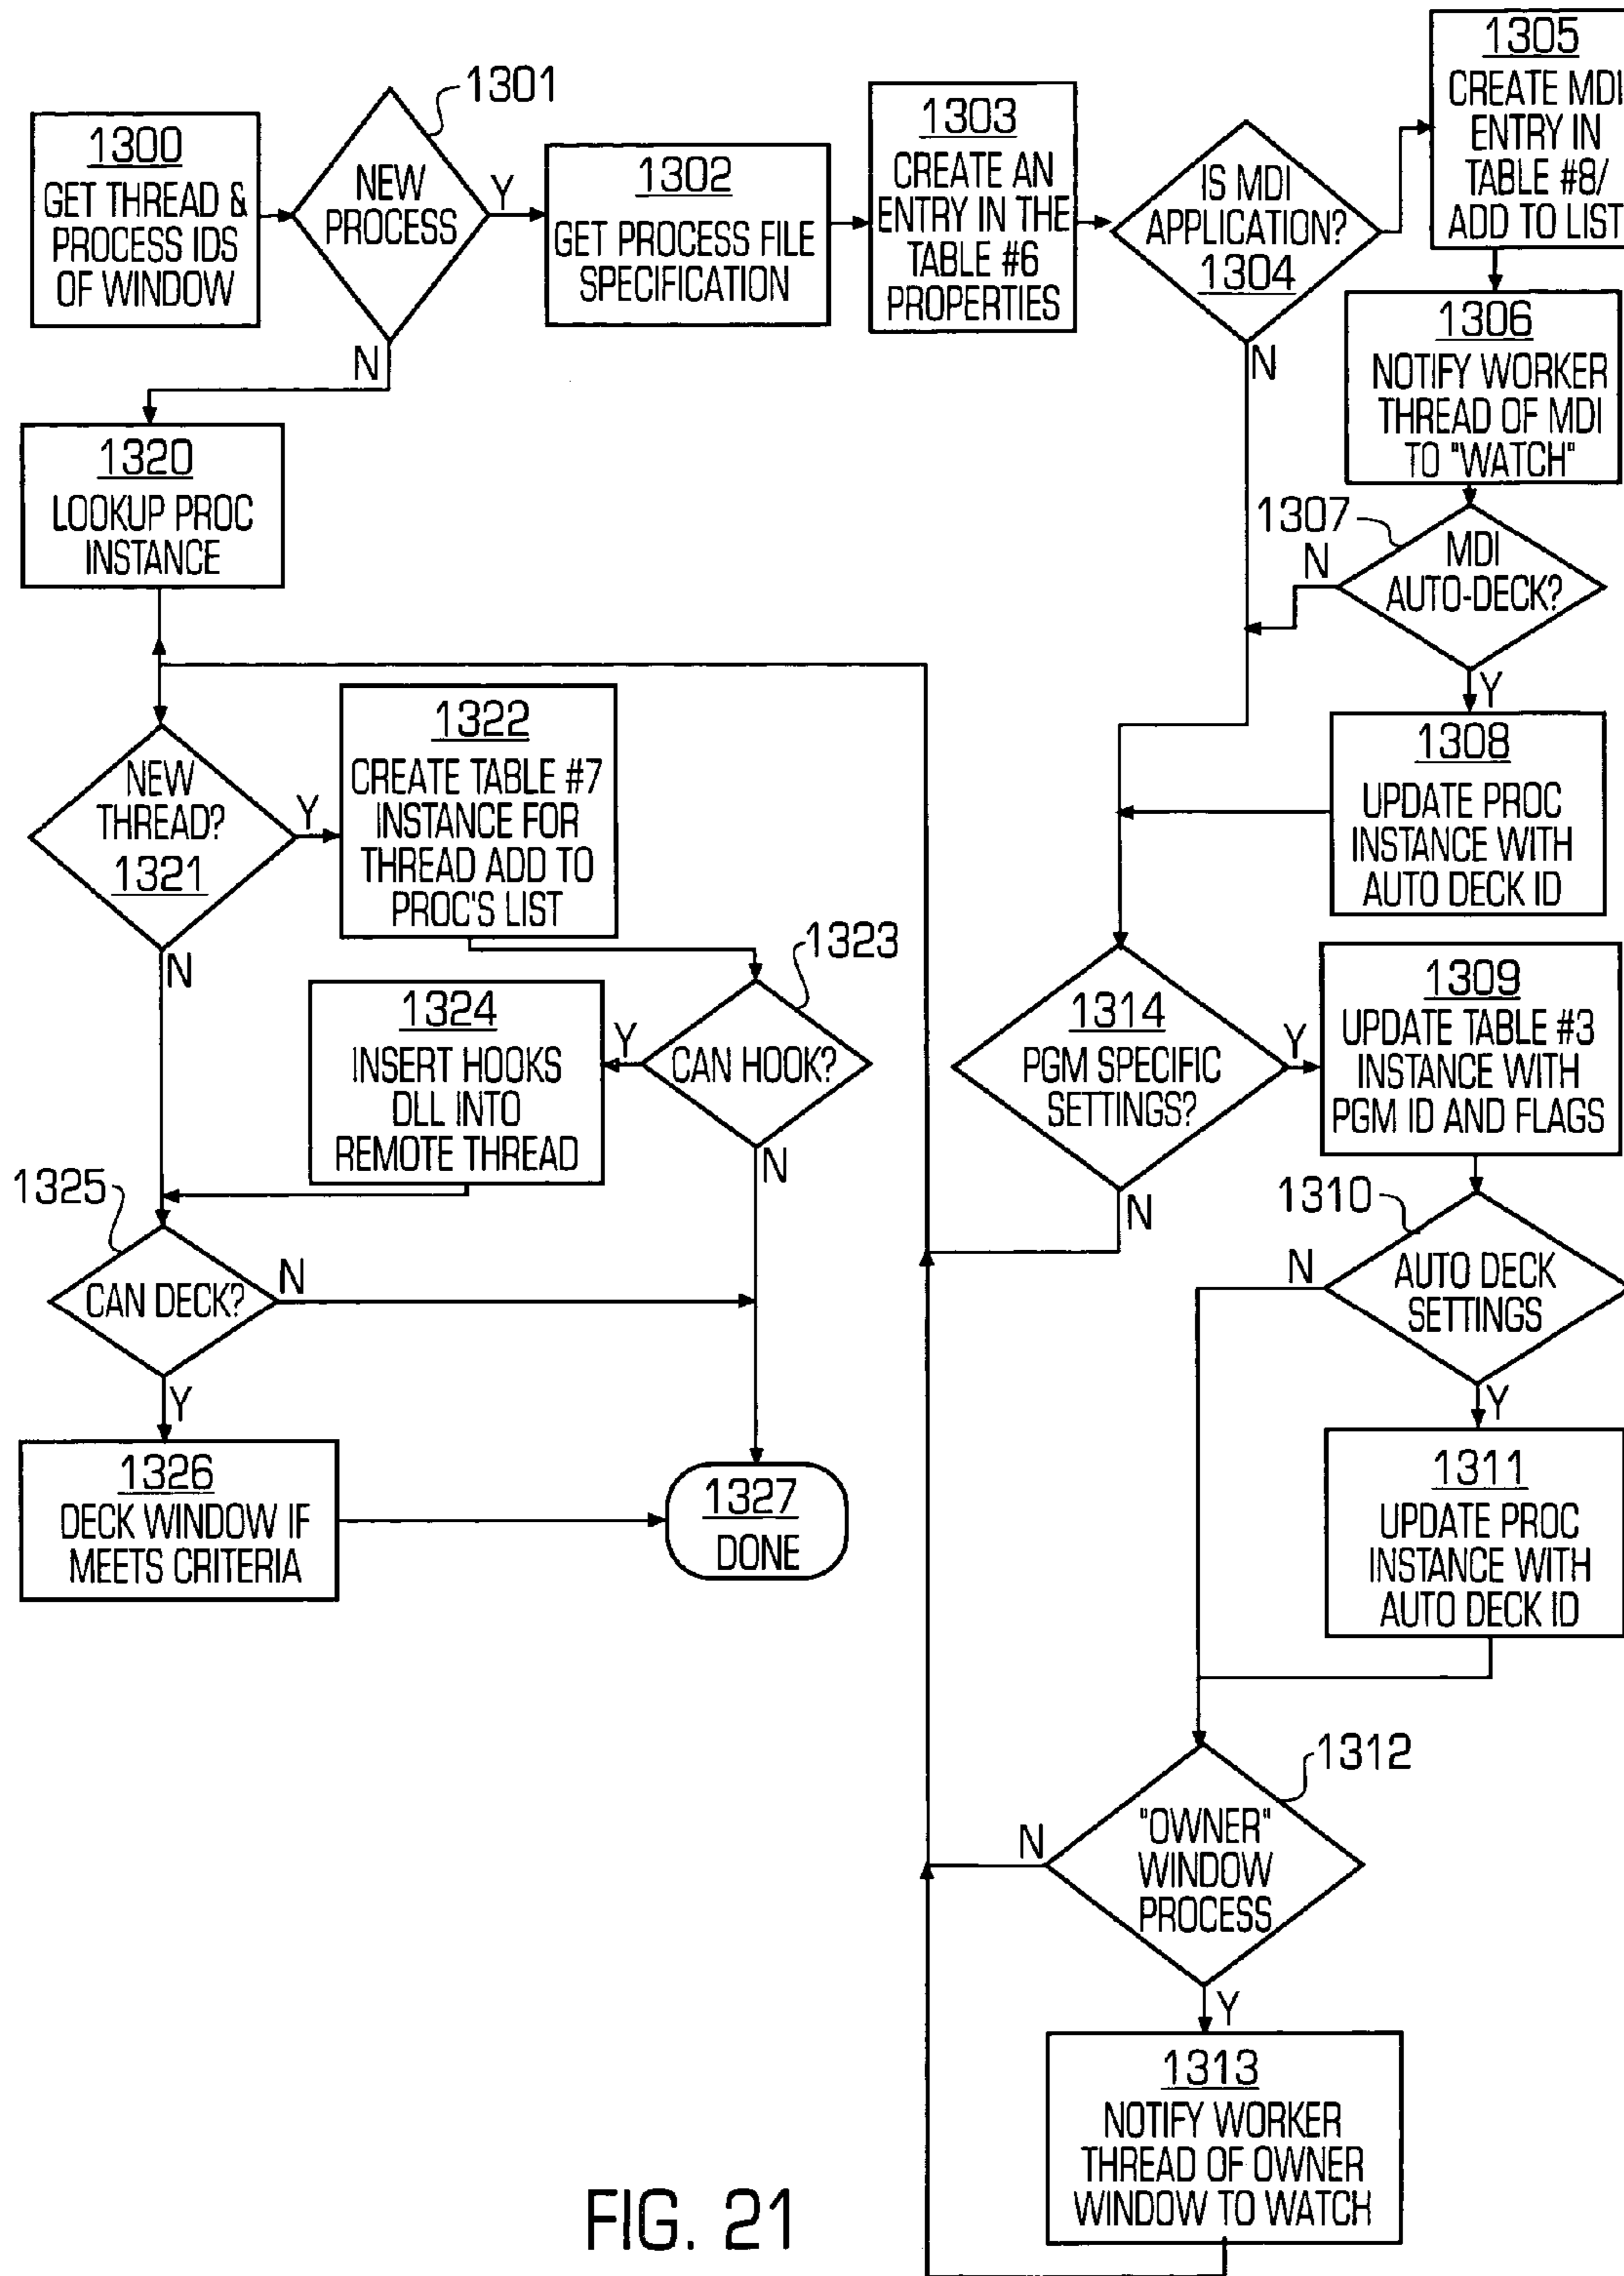 1300
GET THREAD &
PROCESS IDS
OF WINDOW
1301
NEW
PROCESS
Y
N
1302
GET PROCESS FILE
SPECIFICATION
1303
CREATE AN
ENTRY IN THE
TABLE #6
PROPERTIES
IS MDI
APPLICATION?
1304
N
1305
CREATE MDI
ENTRY IN
TABLE #8/
ADD TO LIST
1306
NOTIFY WORKER
THREAD OF MDI
TO "WATCH"
1307
N
MDI
AUTO-DECK?
Y
1308
UPDATE PROC
INSTANCE WITH
AUTO DECK ID
1320
LOOKUP PROC
INSTANCE
NEW
THREAD?
1321
Y
N
1322
CREATE TABLE #7
INSTANCE FOR
THREAD ADD TO
PROC'S LIST
1323
CAN HOOK?
Y
N
1324
INSERT HOOKS
DLL INTO
REMOTE THREAD
1325
CAN DECK?
N
Y
1326
DECK WINDOW IF
MEETS CRITERIA
1327
DONE
1314
PGM SPECIFIC
SETTINGS?
Y
N
1309
UPDATE TABLE #3
INSTANCE WITH
PGM ID AND FLAGS
1310
N
AUTO DECK
SETTINGS
Y
1311
UPDATE PROC
INSTANCE WITH
AUTO DECK ID
1312
N
"OWNER"
WINDOW
PROCESS
Y
1313
NOTIFY WORKER
THREAD OF OWNER
WINDOW TO WATCH
FIG. 21